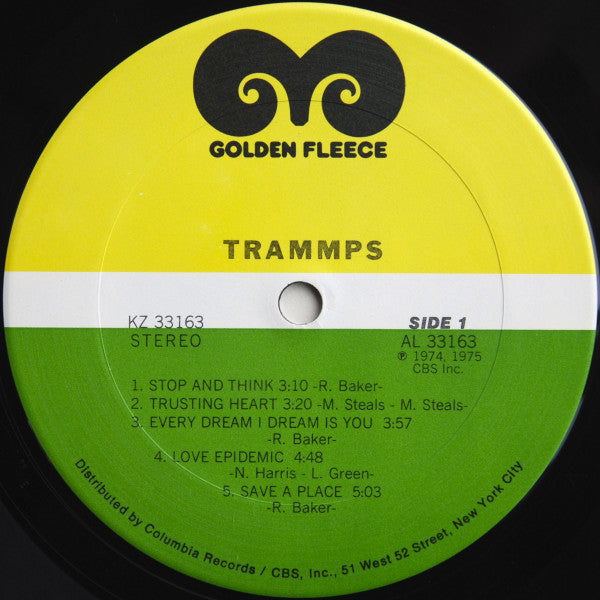 GOLDEN FLEECE
TRAMMPS
KZ 33163
STEREO
SIDE 1
AL 33163
℗ 1974, 1975
CBS Inc.
1. STOP AND THINK 3:10 -R. Baker-
2. TRUSTING HEART 3:20 -M. Steals - M. Steals-
3. EVERY DREAM I DREAM IS YOU 3:57
-R. Baker-
4. LOVE EPIDEMIC 4:48
-N. Harris - L. Green-
5. SAVE A PLACE 5:03
-R. Baker-
Distributed by Columbia Records / CBS, Inc., 51 West 52 Street, New York City